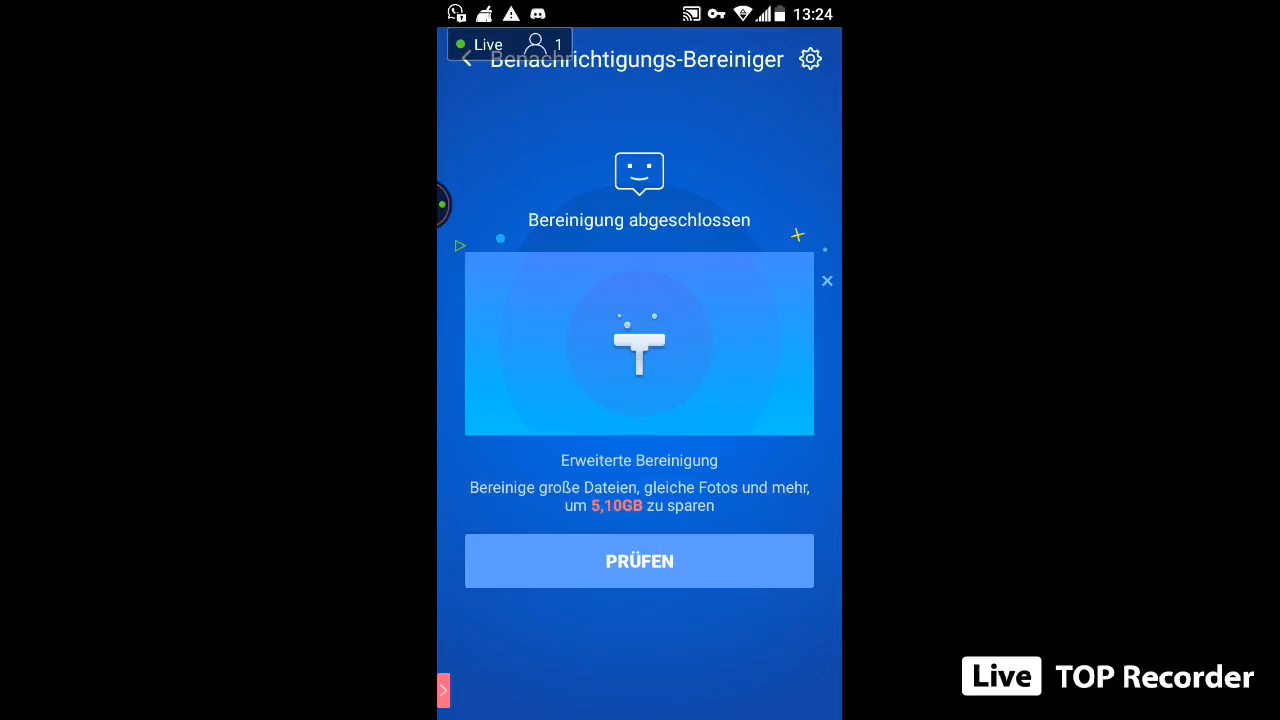 13:24
Live 1
Benachrichtigungs-Bereiniger
Bereinigung abgeschlossen
Erweiterte Bereinigung
Bereinige große Dateien, gleiche Fotos und mehr,
um 5,10GB zu sparen
PRÜFEN
Live TOP Recorder